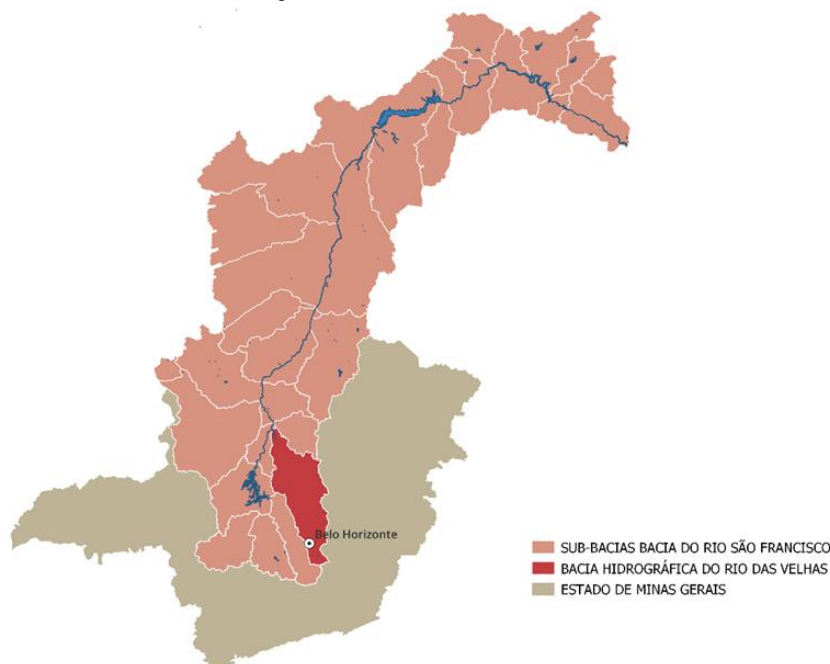 Belo Horizonte
SUB-BACIAS BACIA DO RIO SÃO FRANCISCO
BACIA HIDROGRÁFICA DO RIO DAS VELHAS
ESTADO DE MINAS GERAIS